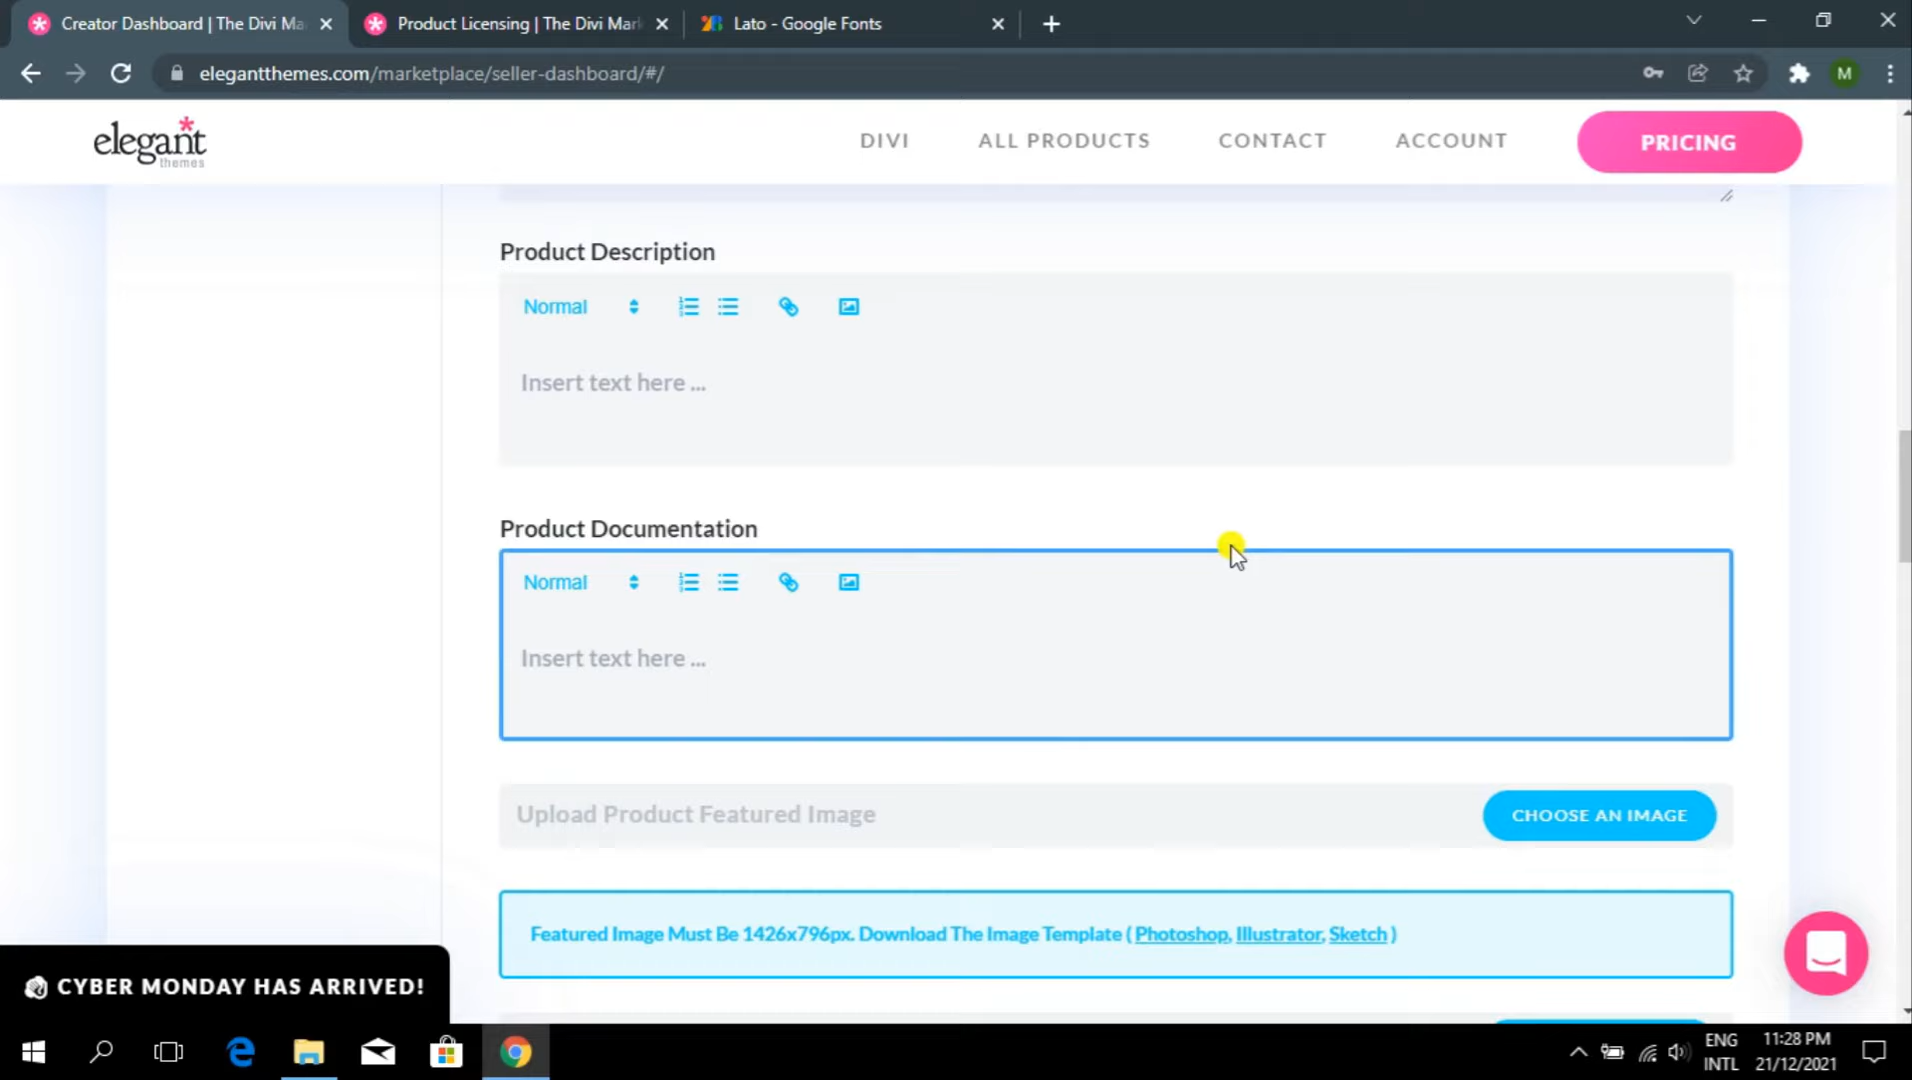 Creator Dashboard | The Divi Ma
Product Licensing | The Divi Mark
Lato - Google Fonts
elegantthemes.com/marketplace/seller-dashboard/#/
M
elegant
themes
DIVI
ALL PRODUCTS
CONTACT
ACCOUNT
PRICING
Product Description
Normal
Insert text here ...
Product Documentation
Normal
Insert text here ...
Upload Product Featured Image
CHOOSE AN IMAGE
Featured Image Must Be 1426x796px. Download The Image Template ( Photoshop, Illustrator, Sketch )
CYBER MONDAY HAS ARRIVED!
ENG
INTL
11:28 PM
21/12/2021